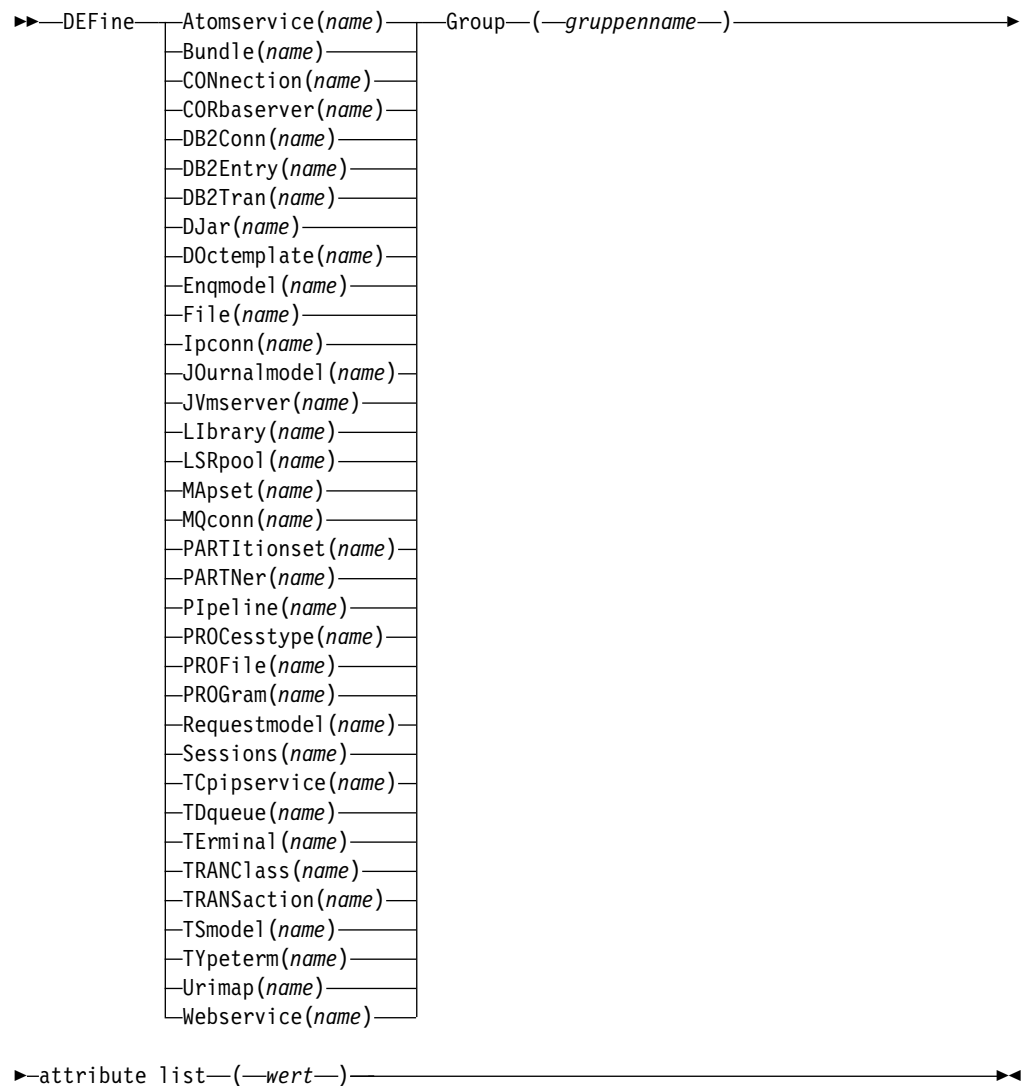 DEFine Atomservice(name) Group ( gruppenname )
Bundle(name)
CONnection(name)
CORbaserver(name)
DB2Conn(name)
DB2Entry(name)
DB2Tran(name)
DJar(name)
DOctemplate(name)
Enqmodel(name)
File(name)
Ipconn(name)
JOurnalmodel(name)
JVmserver(name)
LIbrary(name)
LSRpool(name)
MApset(name)
MQconn(name)
PARTItionset(name)
PARTNer(name)
PIpeline(name)
PROCesstype(name)
PROFile(name)
PROGram(name)
Requestmodel(name)
Sessions(name)
TCpipservice(name)
TDqueue(name)
TErminal(name)
TRANClass(name)
TRANSaction(name)
TSmodel(name)
TYpeterm(name)
Urimap(name)
Webservice(name)
attribute list ( wert )